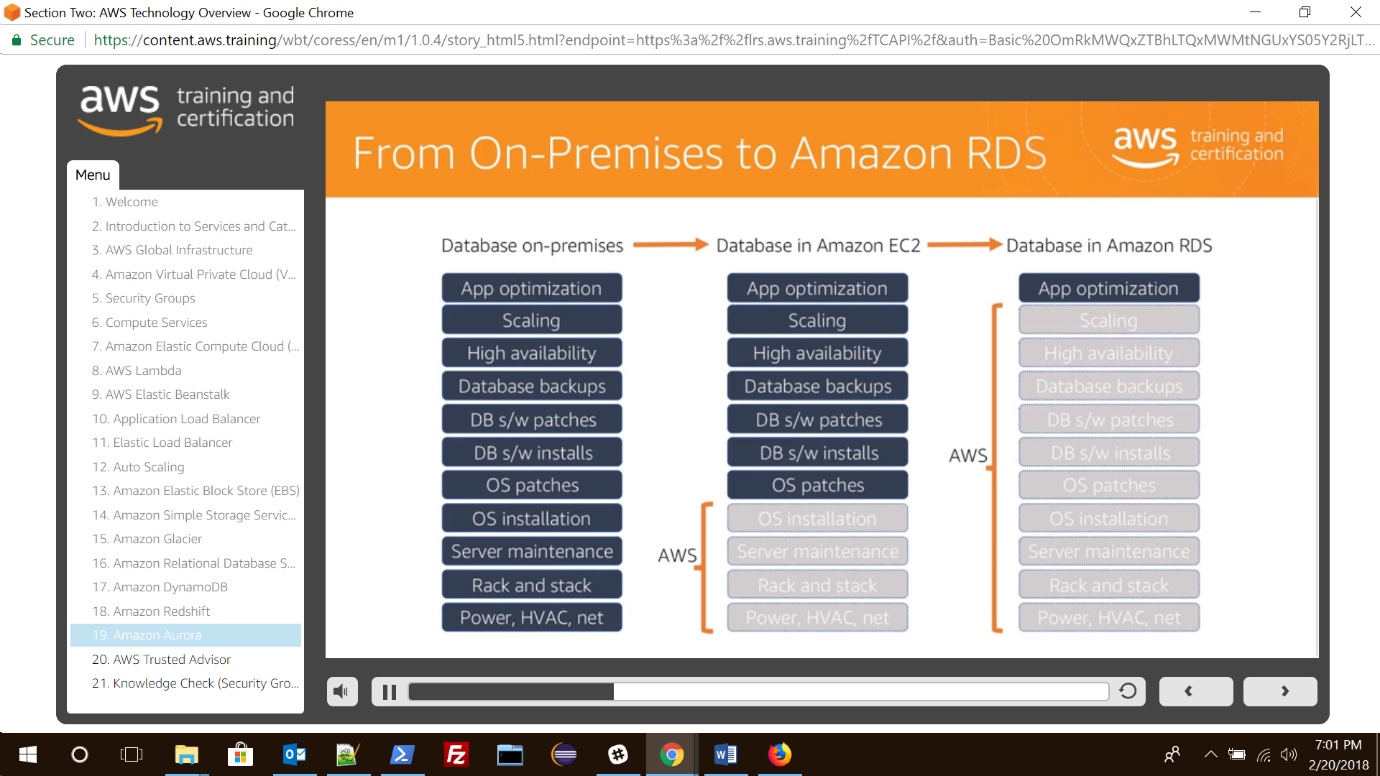 Section Two: AWS Technology Overview - Google Chrome
Secure
https://content.aws.training/wbt/coress/en/m1/1.0.4/story_html5.html?endpoint=https%3a%2f%2flrs.aws.training%2fTCAPI%2f&auth=Basic%20OmRkMWQxZTBhLTQxMWMtNGUxYS05Y2RjLT...
aws training and certification
Menu
1. Welcome
2. Introduction to Services and Cat...
3. AWS Global Infrastructure
4. Amazon Virtual Private Cloud (V...
5. Security Groups
6. Compute Services
7. Amazon Elastic Compute Cloud (...
8. AWS Lambda
9. AWS Elastic Beanstalk
10. Application Load Balancer
11. Elastic Load Balancer
12. Auto Scaling
13. Amazon Elastic Block Store (EBS)
14. Amazon Simple Storage Servic...
15. Amazon Glacier
16. Amazon Relational Database S...
17. Amazon DynamoDB
18. Amazon Redshift
19. Amazon Aurora
20. AWS Trusted Advisor
21. Knowledge Check (Security Gro...
From On-Premises to Amazon RDS
aws training and certification
Database on-premises
App optimization
Scaling
High availability
Database backups
DB s/w patches
DB s/w installs
OS patches
OS installation
Server maintenance
Rack and stack
Power, HVAC, net
Database in Amazon EC2
App optimization
Scaling
High availability
Database backups
DB s/w patches
DB s/w installs
OS patches
AWS
OS installation
Server maintenance
Rack and stack
Power, HVAC, net
Database in Amazon RDS
App optimization
AWS
Scaling
High availability
Database backups
DB s/w patches
DB s/w installs
OS patches
OS installation
Server maintenance
Rack and stack
Power, HVAC, net
7:01 PM
2/20/2018